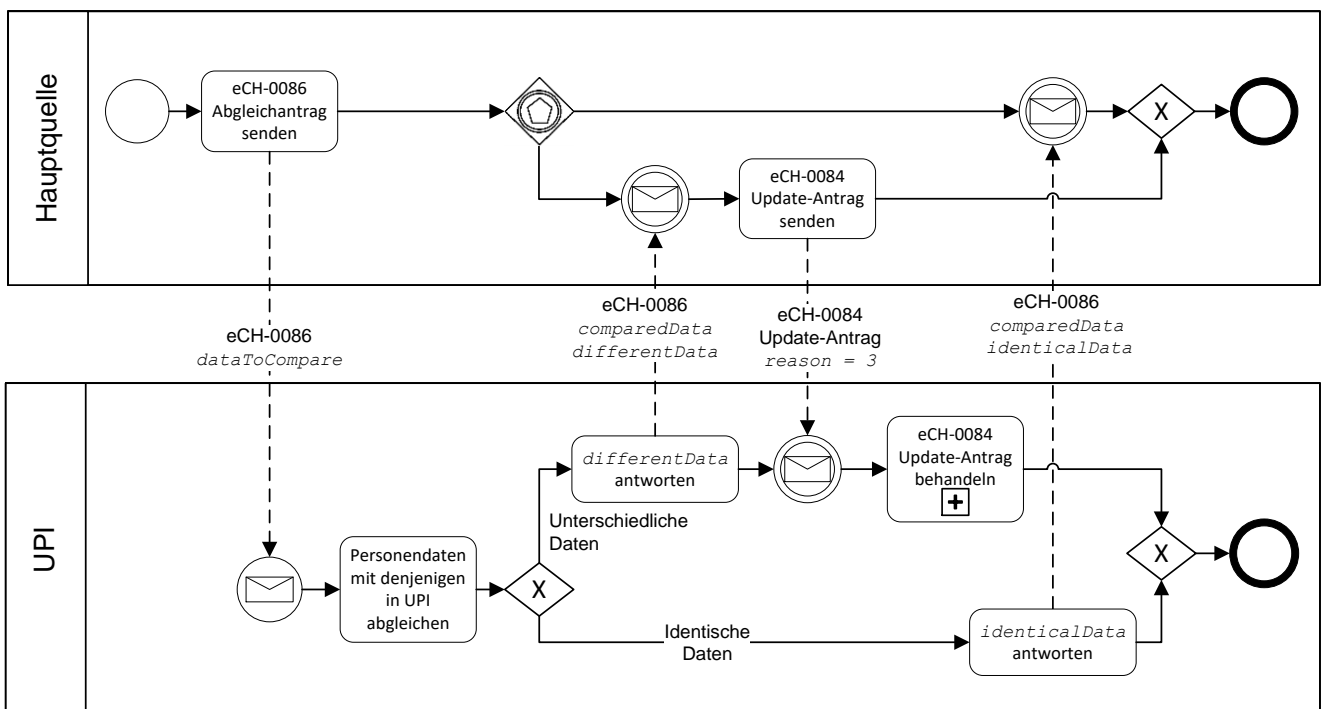 Hauptquelle
eCH-0086
Abgleichantrag
senden
X
eCH-0084
Update-Antrag
senden
eCH-0086
dataToCompare
eCH-0086
comparedData
differentData
eCH-0084
Update-Antrag
reason = 3
eCH-0086
comparedData
identicalData
UPI
differentData
antworten
eCH-0084
Update-Antrag
behandeln
+
Unterschiedliche
Daten
Personendaten
mit denjenigen
in UPI
abgleichen
X
X
Identische
Daten
identicalData
antworten